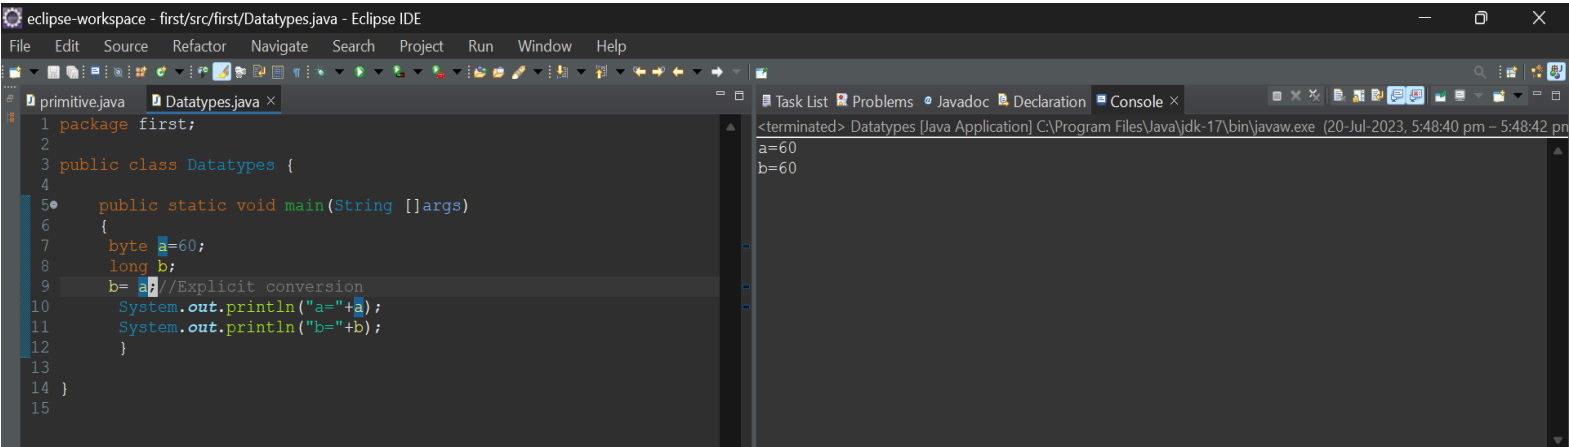 eclipse-workspace - first/src/first/Datatypes.java - Eclipse IDE
File Edit Source Refactor Navigate Search Project Run Window Help
primitive.java Datatypes.java
1 package first;
2
3 public class Datatypes {
4
5 public static void main(String []args)
6 {
7 byte a=60;
8 long b;
9 b= a;//Explicit conversion
10 System.out.println("a="+a);
11 System.out.println("b="+b);
12 }
13
14 }
15
Task List Problems Javadoc Declaration Console
<terminated> Datatypes [Java Application] C:\Program Files\Java\jdk-17\bin\javaw.exe (20-Jul-2023, 5:48:40 pm – 5:48:42 pm
a=60
b=60